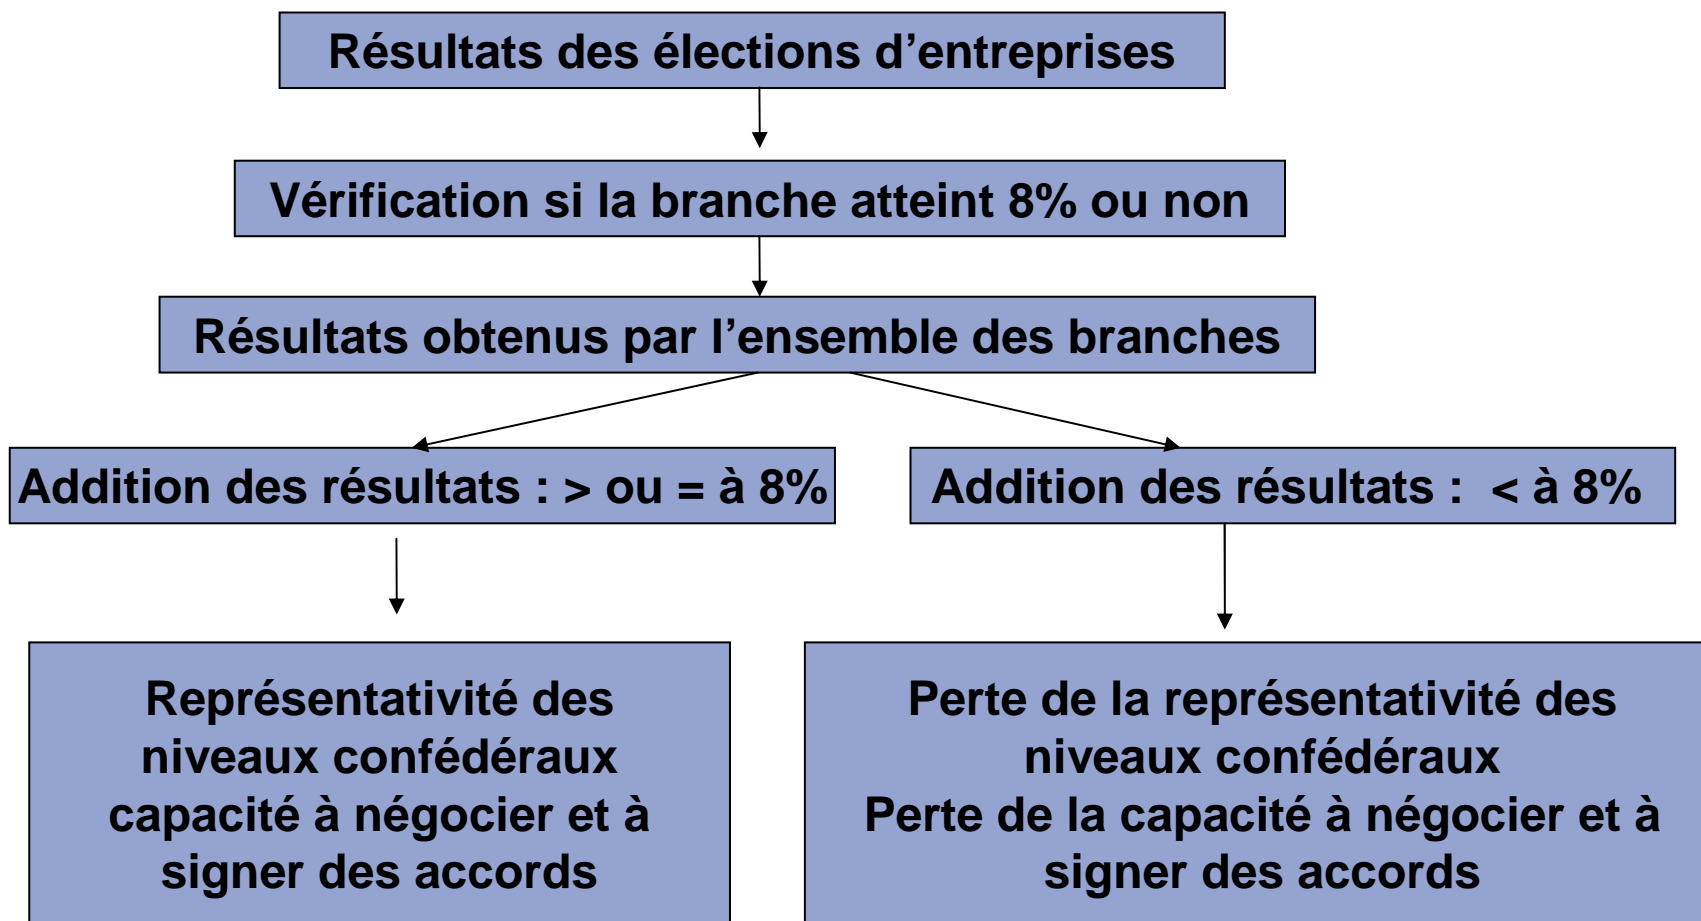 Résultats des élections d’entreprises
Vérification si la branche atteint 8% ou non
Résultats obtenus par l’ensemble des branches
Addition des résultats : > ou = à 8%
Addition des résultats :  < à 8%
Représentativité des
niveaux confédéraux
capacité à négocier et à
signer des accords
Perte de la représentativité des
niveaux confédéraux
Perte de la capacité à négocier et à
signer des accords